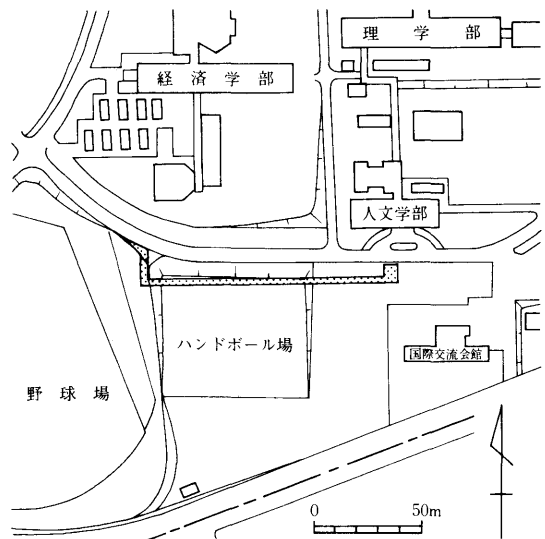 理学部
経済学部
人文学部
ハンドボール場
国際交流会館
野球場
0 50m